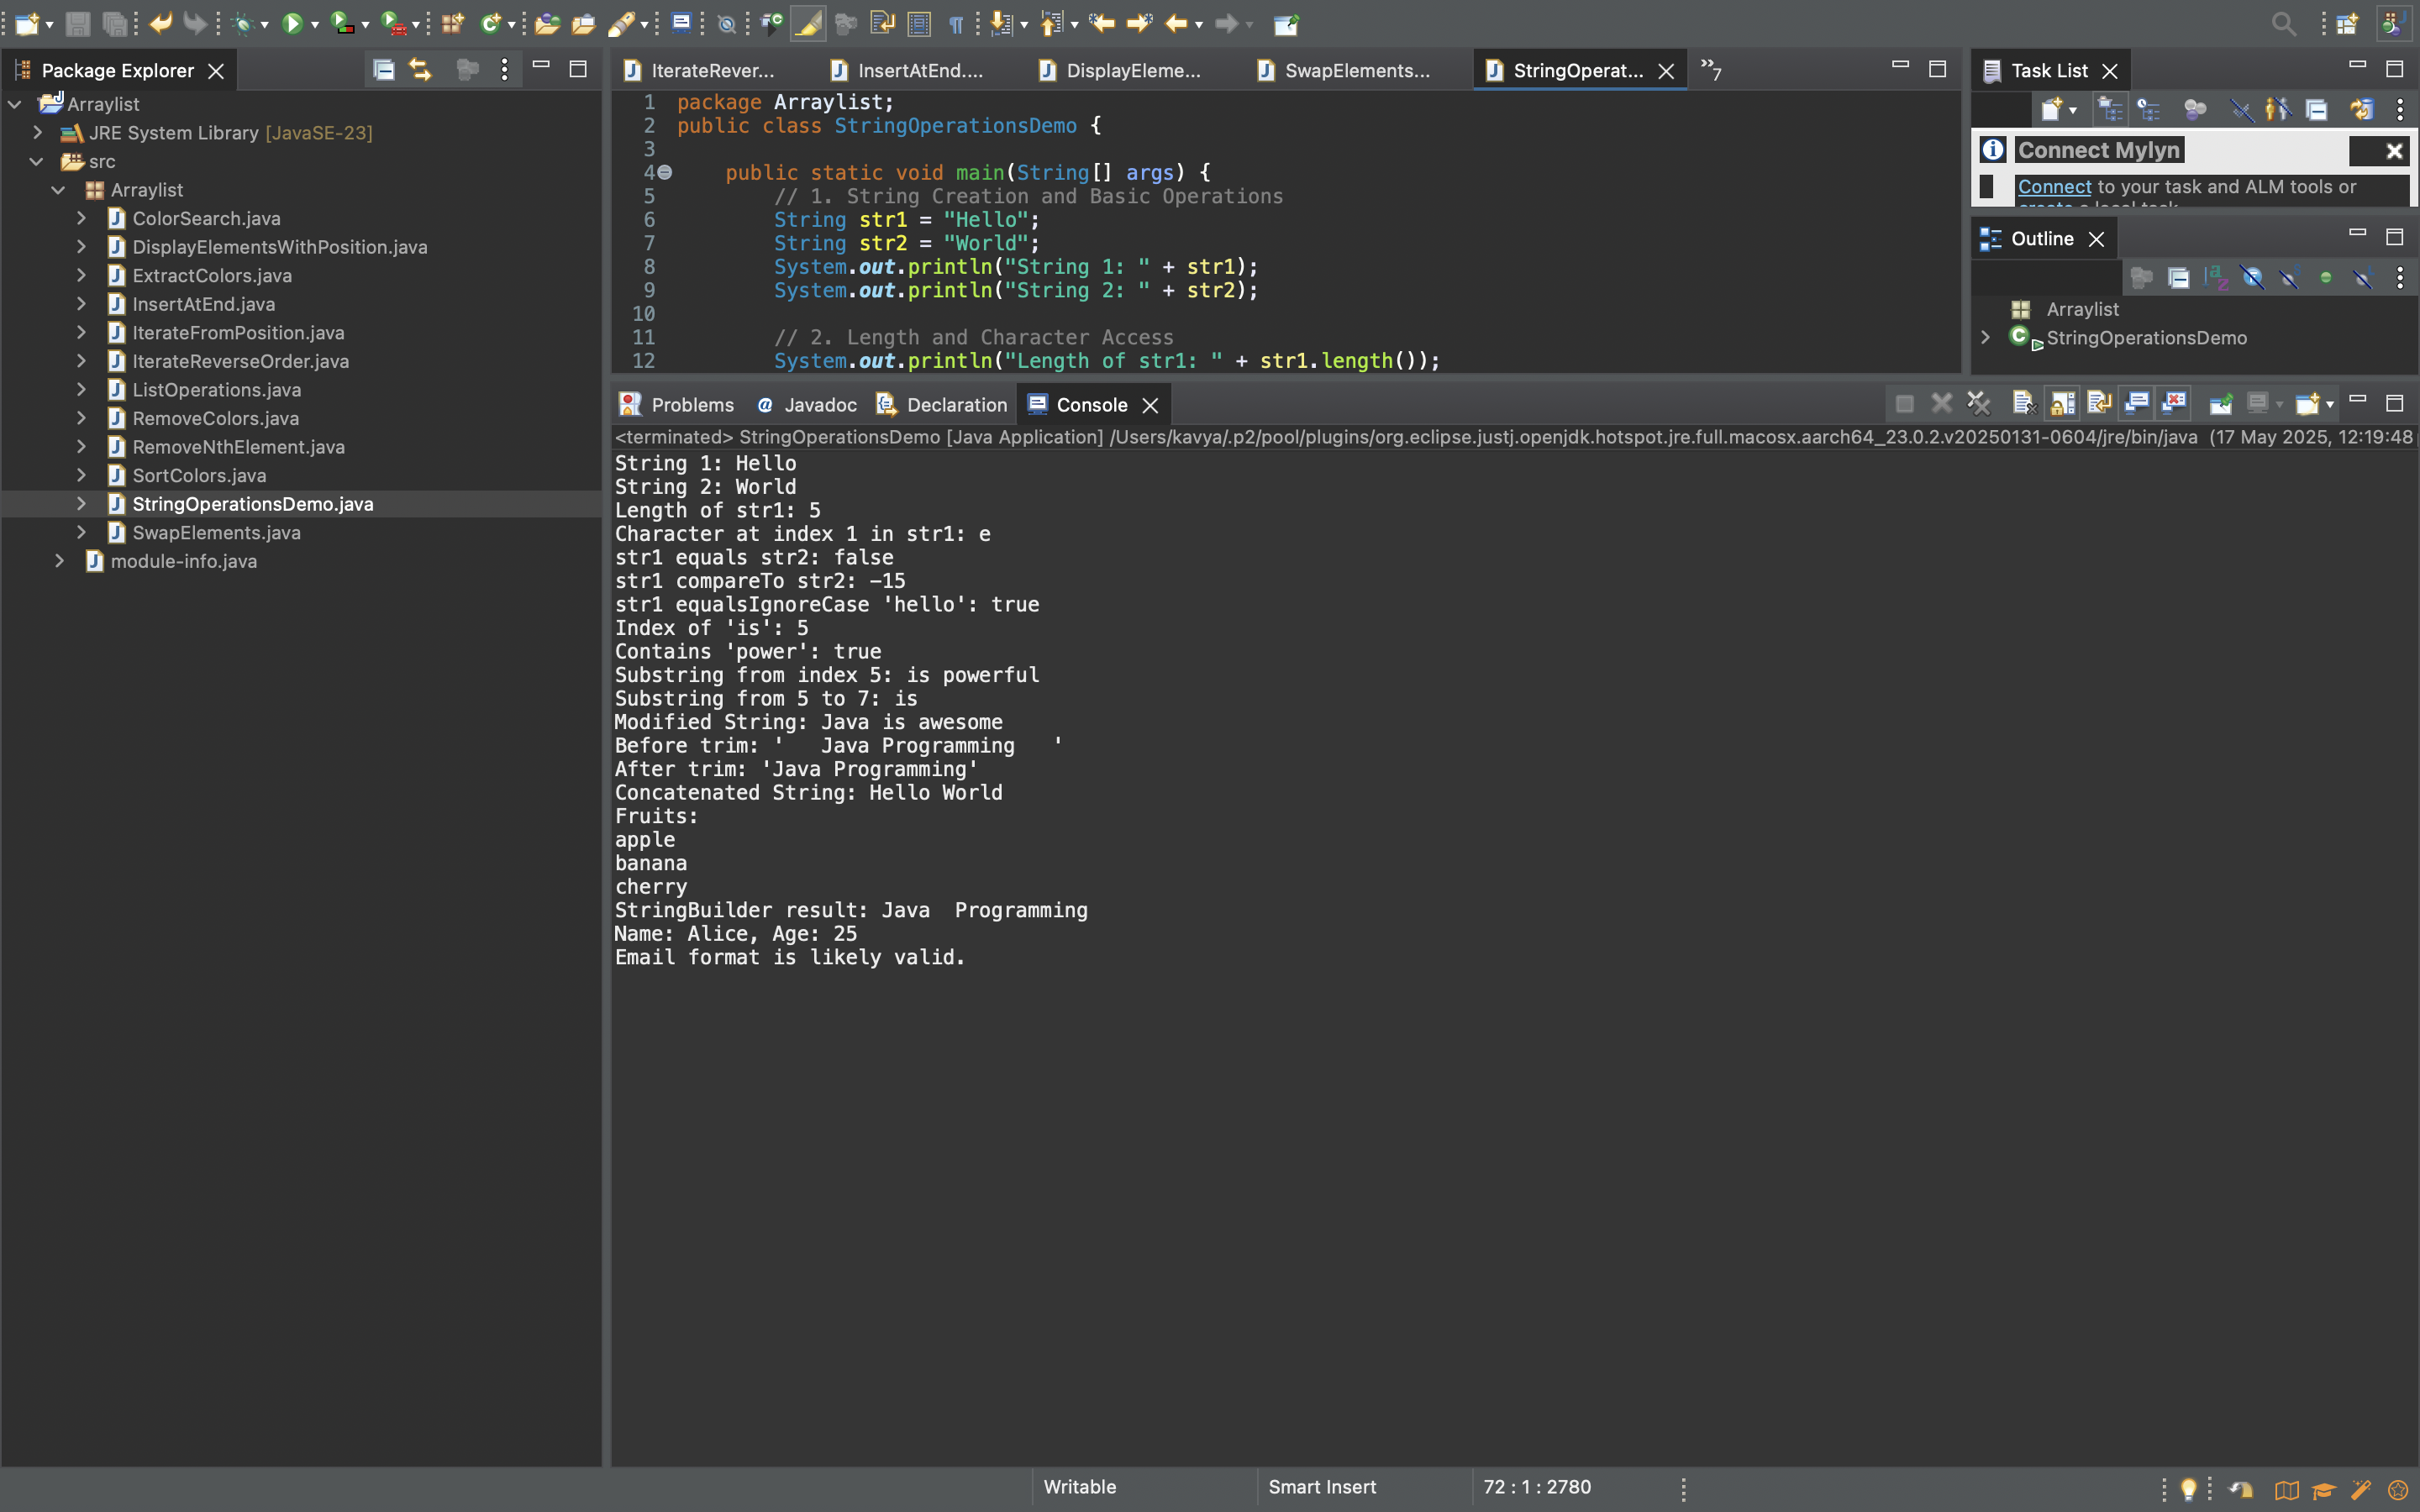 Package Explorer
Arraylist
JRE System Library [JavaSE-23]
src
Arraylist
ColorSearch.java
DisplayElementsWithPosition.java
ExtractColors.java
InsertAtEnd.java
IterateFromPosition.java
IterateReverseOrder.java
ListOperations.java
RemoveColors.java
RemoveNthElement.java
SortColors.java
StringOperationsDemo.java
SwapElements.java
module-info.java
IterateRever... InsertAtEnd.... DisplayEleme... SwapElements... StringOperat... »7
1 package Arraylist;
2 public class StringOperationsDemo {
3
4 public static void main(String[] args) {
5 // 1. String Creation and Basic Operations
6 String str1 = "Hello";
7 String str2 = "World";
8 System.out.println("String 1: " + str1);
9 System.out.println("String 2: " + str2);
10
11 // 2. Length and Character Access
12 System.out.println("Length of str1: " + str1.length());
Task List
Connect Mylyn
Connect to your task and ALM tools or
Outline
Arraylist
StringOperationsDemo
Problems Javadoc Declaration Console
<terminated> StringOperationsDemo [Java Application] /Users/kavya/.p2/pool/plugins/org.eclipse.justj.openjdk.hotspot.jre.full.macosx.aarch64_23.0.2.v20250131-0604/jre/bin/java (17 May 2025, 12:19:48
String 1: Hello
String 2: World
Length of str1: 5
Character at index 1 in str1: e
str1 equals str2: false
str1 compareTo str2: -15
str1 equalsIgnoreCase 'hello': true
Index of 'is': 5
Contains 'power': true
Substring from index 5: is powerful
Substring from 5 to 7: is
Modified String: Java is awesome
Before trim: '   Java Programming   '
After trim: 'Java Programming'
Concatenated String: Hello World
Fruits:
apple
banana
cherry
StringBuilder result: Java  Programming
Name: Alice, Age: 25
Email format is likely valid.
Writable Smart Insert 72 : 1 : 2780